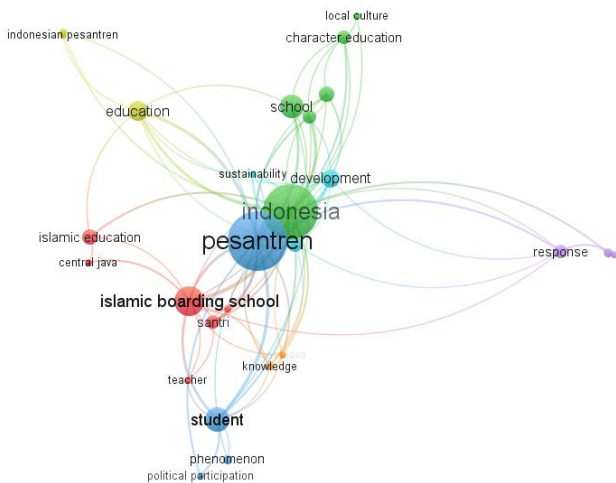 local culture
indonesian pesantren
character education
education
school
sustainability
development
indonesia
pesantren
islamic education
response
central java
islamic boarding school
santri
knowledge
teacher
student
phenomenon
political participation